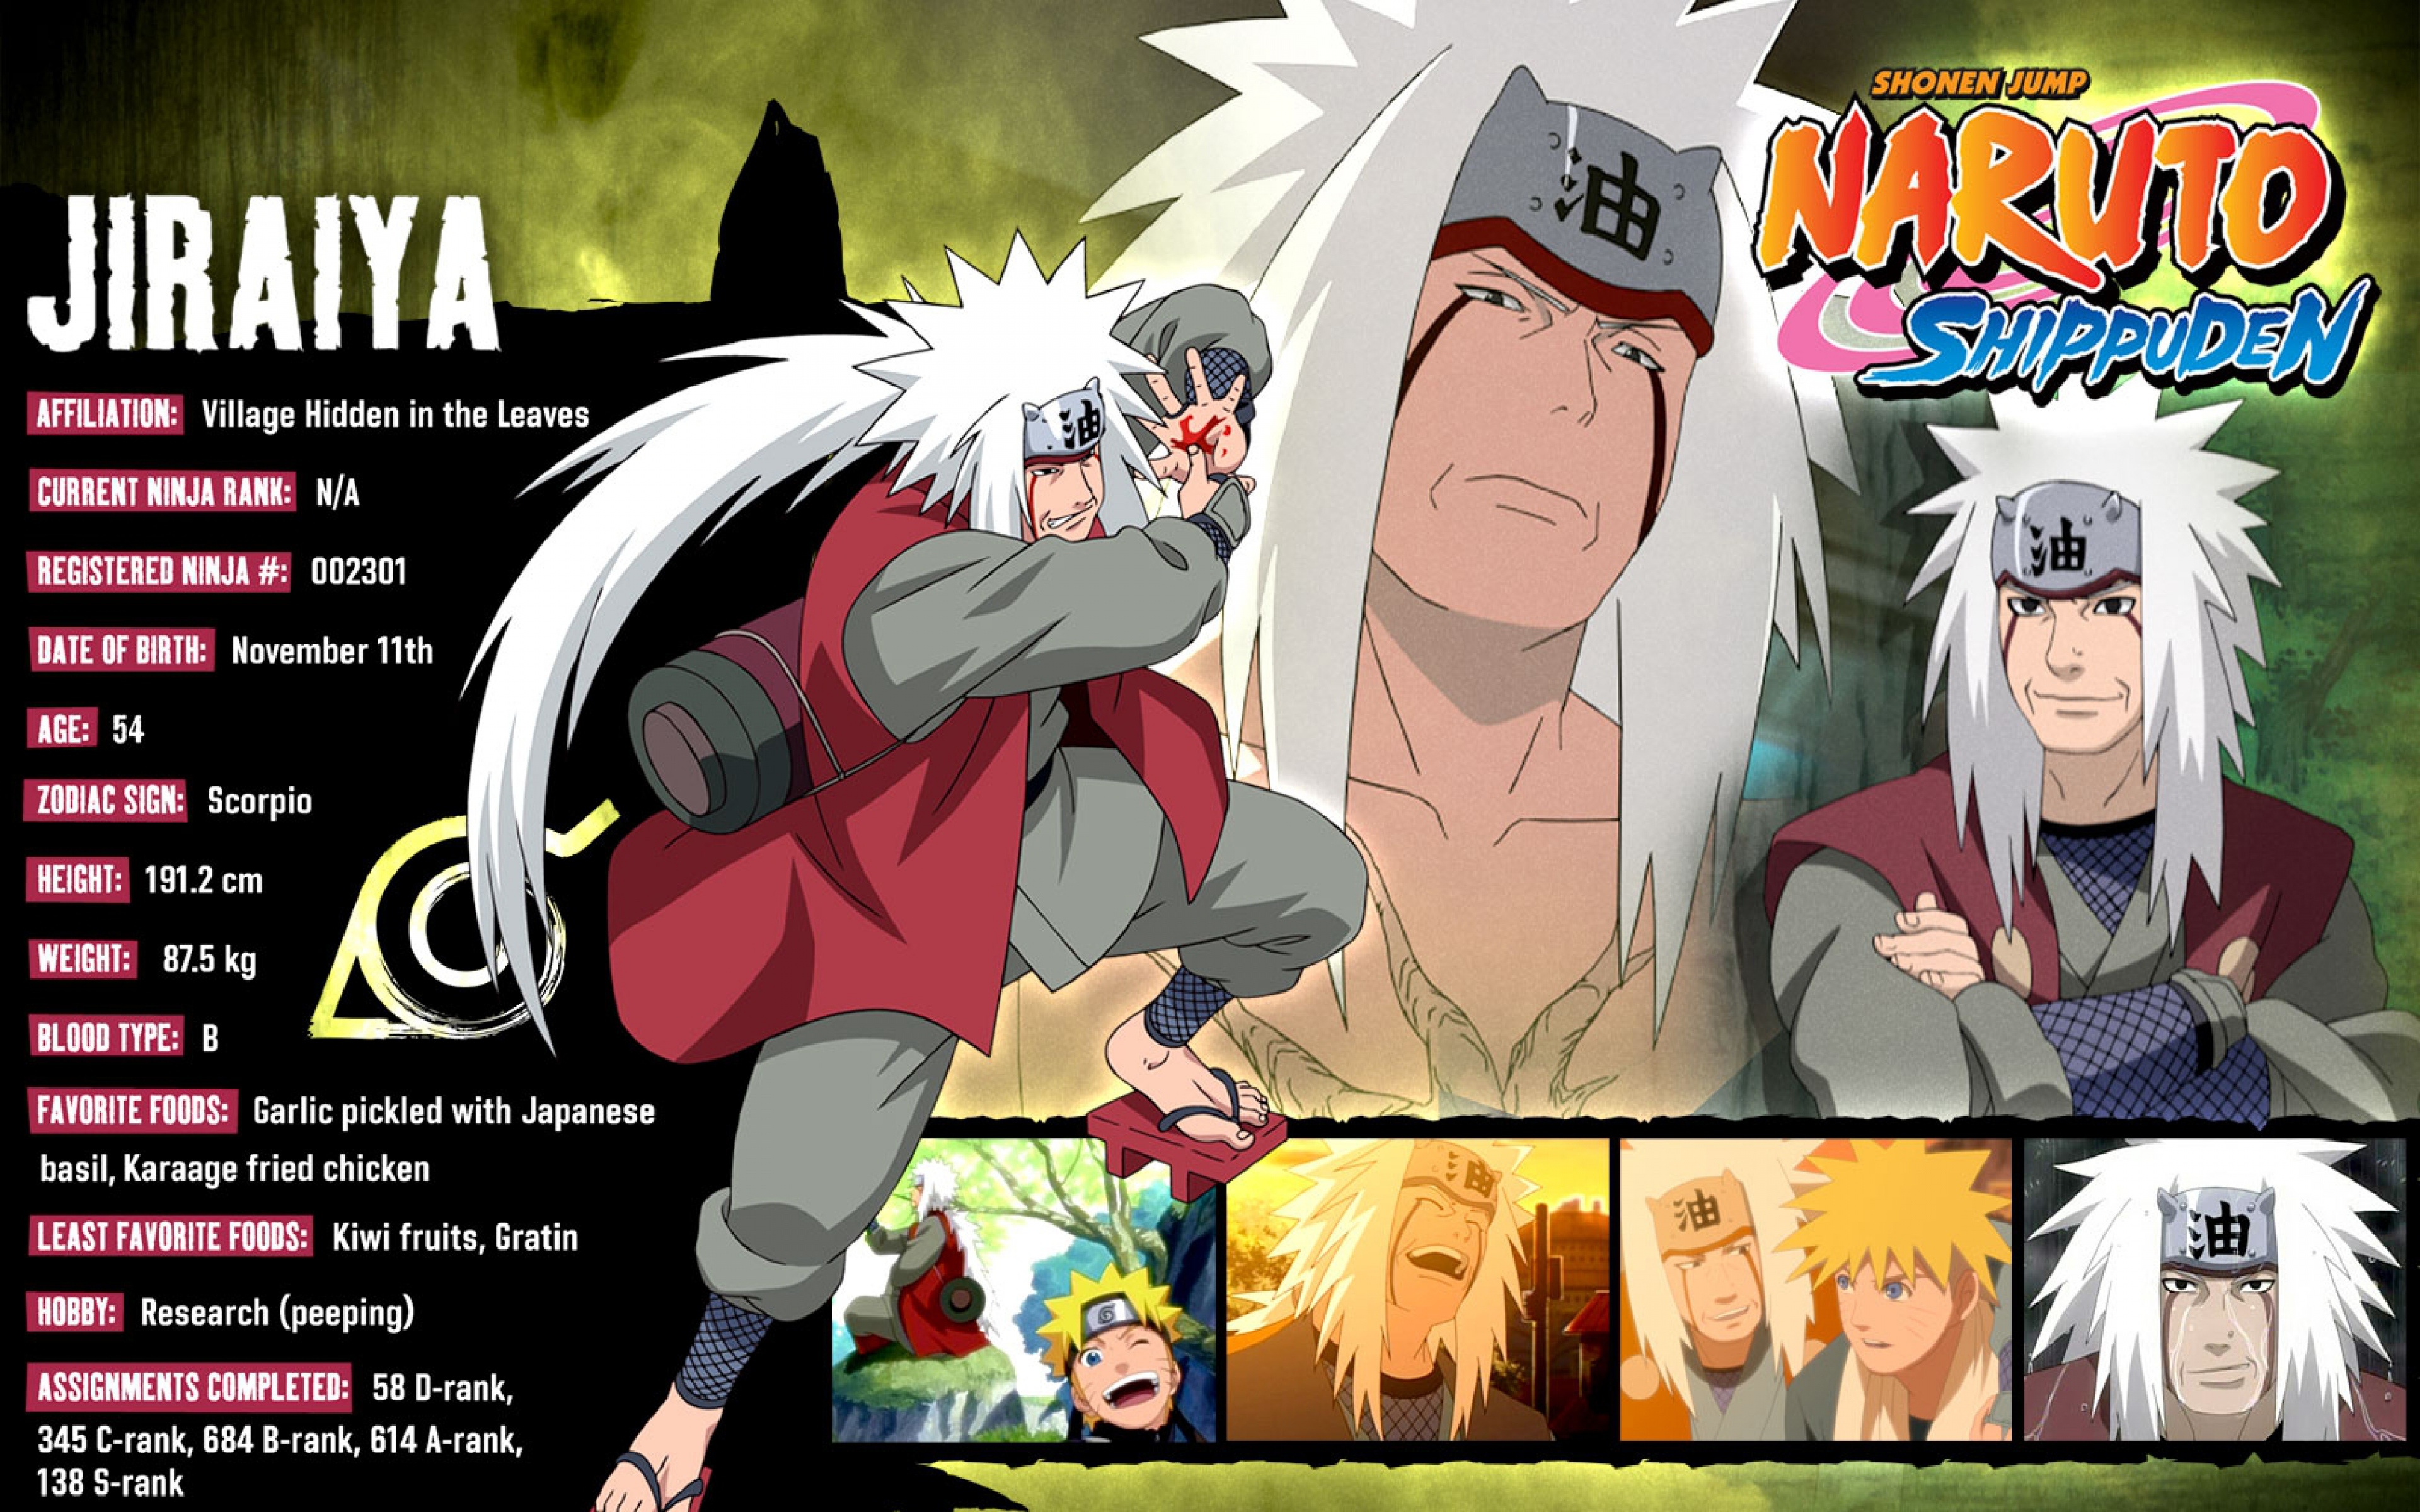 SHONEN JUMP
NARUTO
SHIPPUDEN
JIRAIYA
AFFILIATION: Village Hidden in the Leaves
CURRENT NINJA RANK: N/A
REGISTERED NINJA #: 002301
DATE OF BIRTH: November 11th
AGE: 54
ZODIAC SIGN: Scorpio
HEIGHT: 191.2 cm
WEIGHT: 87.5 kg
BLOOD TYPE: B
FAVORITE FOODS: Garlic pickled with Japanese
basil, Karaage fried chicken
LEAST FAVORITE FOODS: Kiwi fruits, Gratin
HOBBY: Research (peeping)
ASSIGNMENTS COMPLETED: 58 D-rank,
345 C-rank, 684 B-rank, 614 A-rank,
138 S-rank
油
油
油
油
油
油